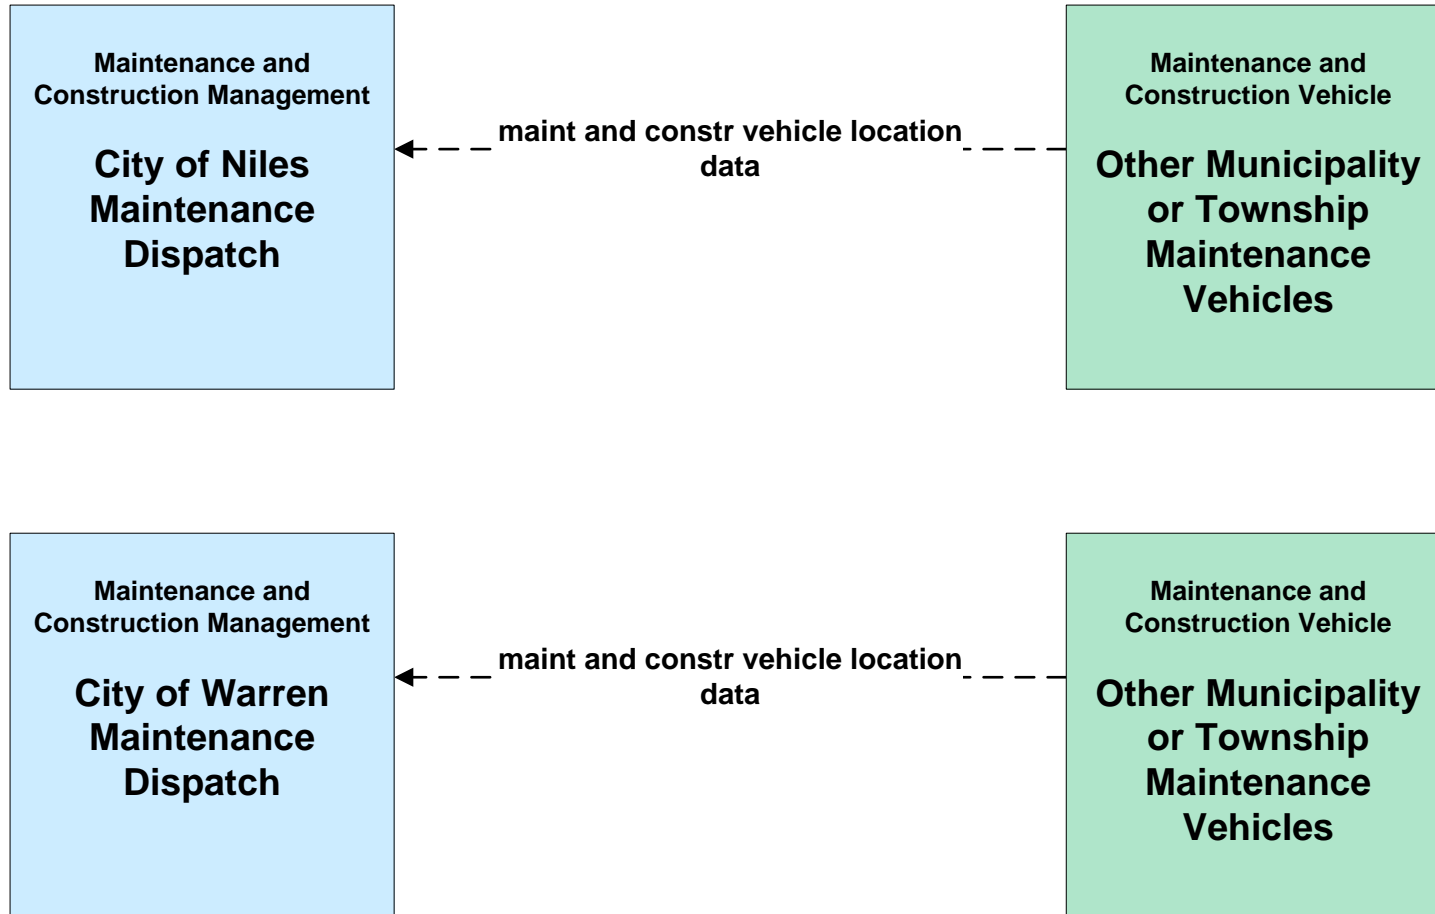 Maintenance and
Construction Management
City of Niles
Maintenance
Dispatch
maint and constr vehicle location
data
Maintenance and
Construction Vehicle
Other Municipality
or Township
Maintenance
Vehicles
Maintenance and
Construction Management
City of Warren
Maintenance
Dispatch
maint and constr vehicle location
data
Maintenance and
Construction Vehicle
Other Municipality
or Township
Maintenance
Vehicles